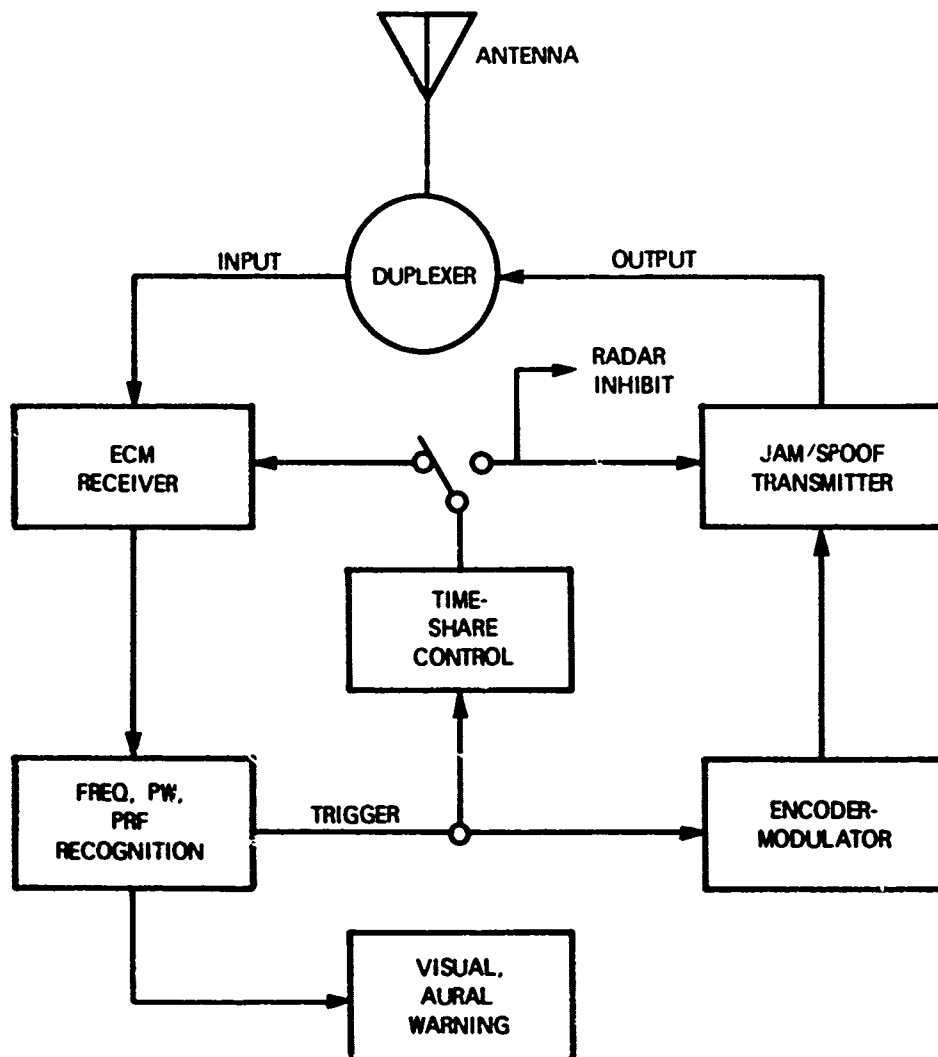 ANTENNA
INPUT
DUPLEXER
OUTPUT
RADAR
INHIBIT
ECM
RECEIVER
JAM/SPOOF
TRANSMITTER
TIME-
SHARE
CONTROL
FREQ, PW,
PRF
RECOGNITION
TRIGGER
ENCODER-
MODULATOR
VISUAL,
AURAL
WARNING